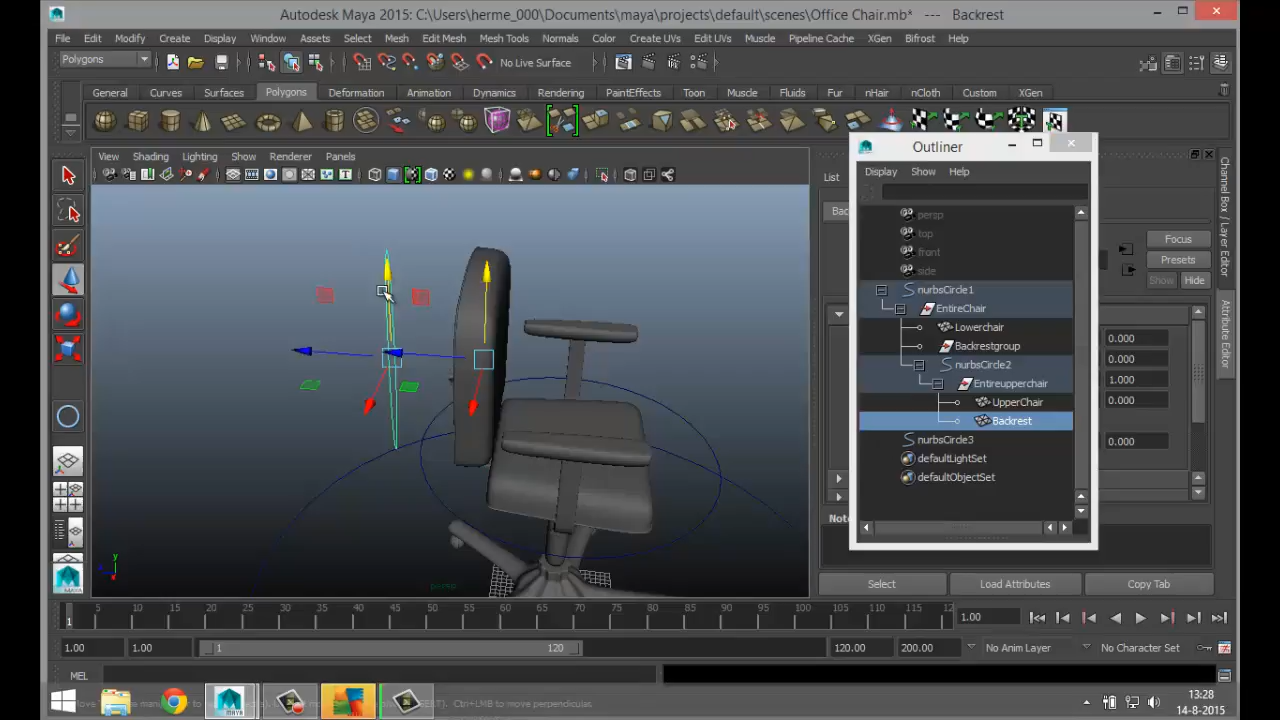 Autodesk Maya 2015: C:\Users\herme_000\Documents\maya\projects\default\scenes\Office Chair.mb* --- Backrest
File Edit Modify Create Display Window Assets Select Mesh Edit Mesh Mesh Tools Normals Color Create UVs Edit UVs Muscle Pipeline Cache XGen Bifrost Help
Polygons No Live Surface
General Curves Surfaces Polygons Deformation Animation Dynamics Rendering PaintEffects Toon Muscle Fluids Fur nHair nCloth Custom XGen
View Shading Lighting Show Renderer Panels
Outliner
Display Show Help
List
persp
top
front
side
nurbsCircle1
EntireChair
Lowerchair
Backrestgroup
nurbsCircle2
Entireupperchair
UpperChair
Backrest
nurbsCircle3
defaultLightSet
defaultObjectSet
Focus
Presets
Show Hide
0.000
0.000
1.000
0.000
0.000
Channel Box / Layer Editor
Attribute Editor
Select Load Attributes Copy Tab
y
persp
5 10 15 20 25 30 35 40 45 50 55 60 65 70 75 80 85 90 95 100 105 110 115 12
1
1.00
1.00 1.00 1 120 120.00 200.00 No Anim Layer No Character Set
MEL
Ctrl+LMB to move perpendicular
13:28
14-8-2015